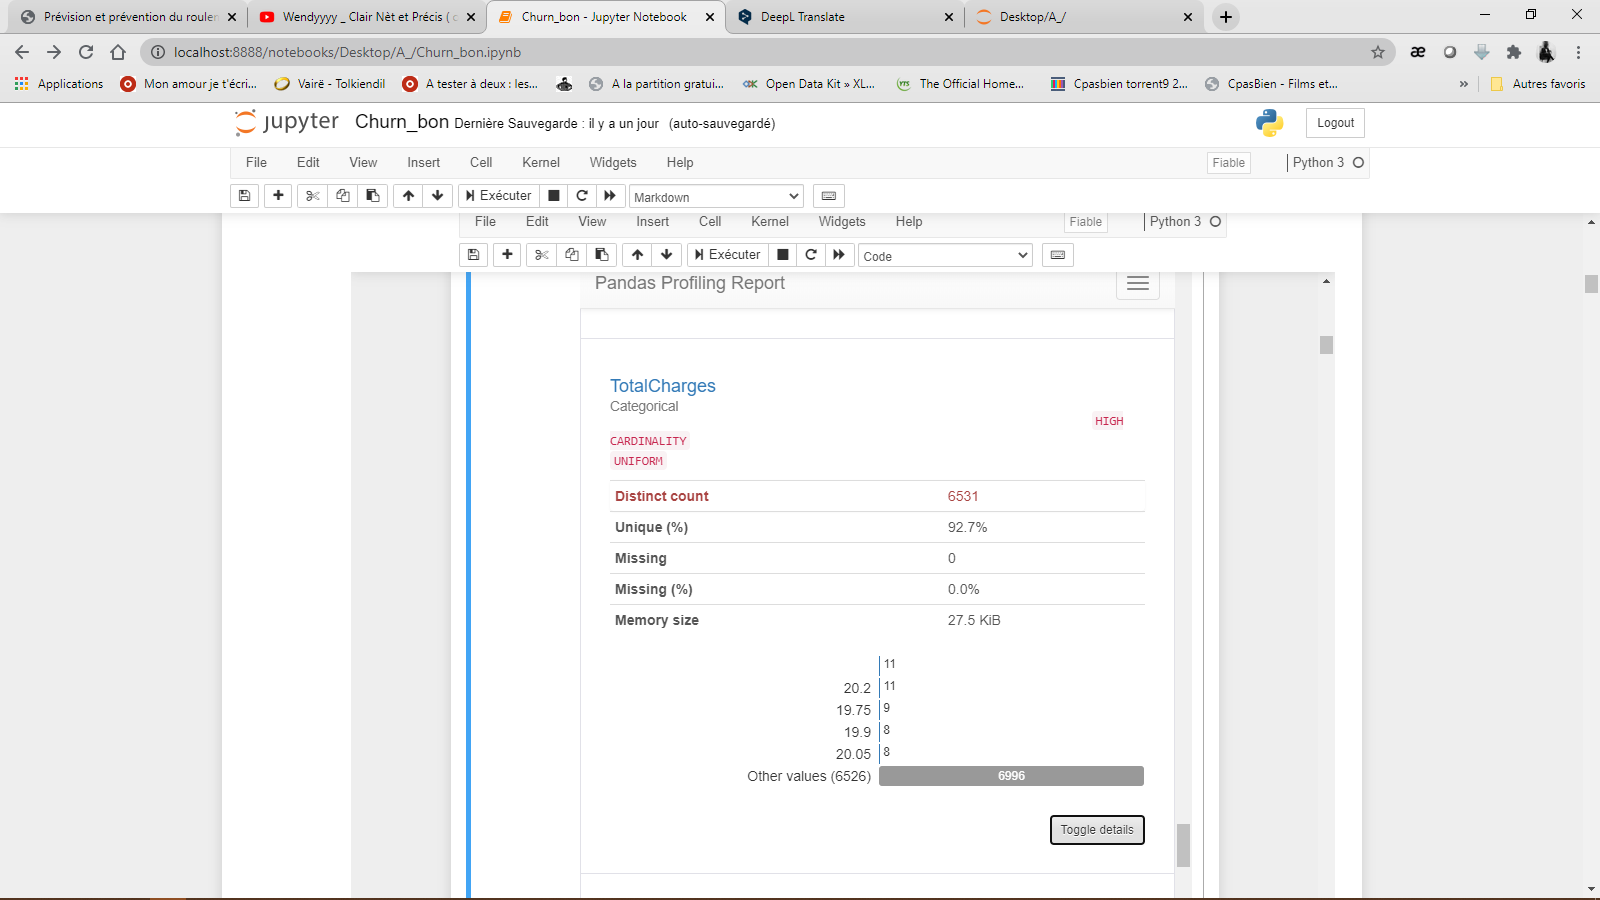 Prévision et prévention du rouler
Wendyyyy _ Clair Nèt et Précis ( c
Churn_bon - Jupyter Notebook
DeepL Translate
Desktop/A_/
localhost:8888/notebooks/Desktop/A_/Churn_bon.ipynb
Applications
Mon amour je t'écri...
Vairë - Tolkiendil
A tester à deux : les...
A la partition gratui...
Open Data Kit » XL...
The Official Home...
Cpasbien torrent9 2...
CpasBien - Films et...
»
Autres favoris
jupyter Churn_bon Dernière Sauvegarde : il y a un jour (auto-sauvegardé)
Logout
File Edit View Insert Cell Kernel Widgets Help
Fiable
Python 3
Exécuter
Markdown
File Edit View Insert Cell Kernel Widgets Help
Fiable
Python 3
Exécuter
Code
Pandas Profiling Report
TotalCharges
Categorical
HIGH
CARDINALITY
UNIFORM
Distinct count 6531
Unique (%) 92.7%
Missing 0
Missing (%) 0.0%
Memory size 27.5 KiB
11
20.2 11
19.75 9
19.9 8
20.05 8
Other values (6526) 6996
Toggle details